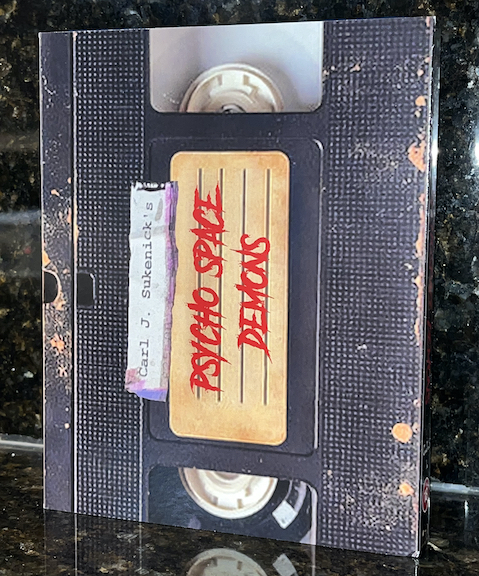 Carl J. Sukenick's
PSYCHO SPACE
DEMONS